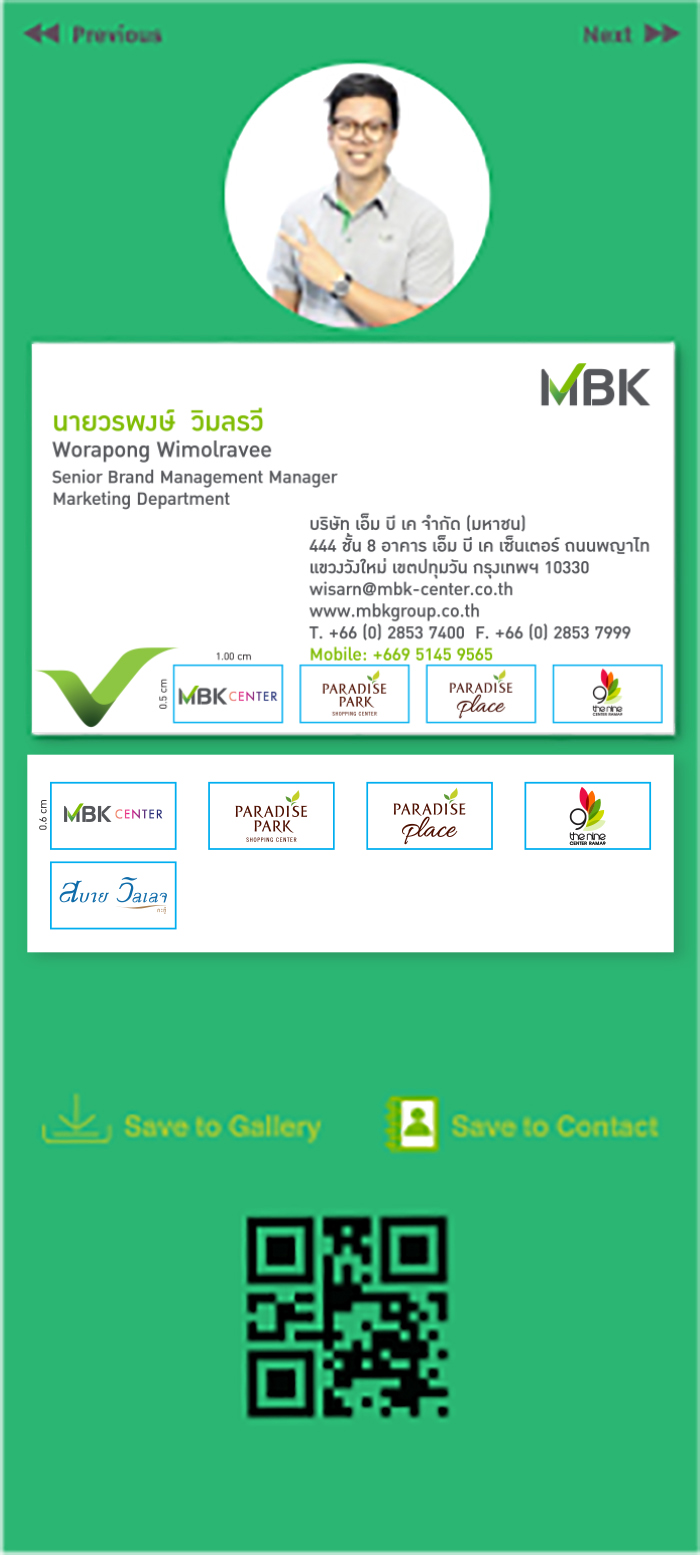 Previous
Next
MBK
นายวรพงษ์ วิมลรวี
Worapong Wimolravee
Senior Brand Management Manager
Marketing Department
บริษัท เอ็ม บี เค จำกัด (มหาชน)
444 ชั้น 8 อาคาร เอ็ม บี เค เซ็นเตอร์ ถนนพญาไท
แขวงวังใหม่ เขตปทุมวัน กรุงเทพฯ 10330
wisarn@mbk-center.co.th
www.mbkgroup.co.th
T. +66 (0) 2853 7400 F. +66 (0) 2853 7999
Mobile: +669 5145 9565
1.00 cm
0.5 cm
MBK CENTER
PARADISE
PARK
SHOPPING CENTER
PARADISE
place
9
the nine
CENTER RAMA9
0.6 cm
MBK CENTER
PARADISE
PARK
SHOPPING CENTER
PARADISE
place
9
the nine
CENTER RAMA9
สบาย วิลเลจ
Save to Gallery
Save to Contact